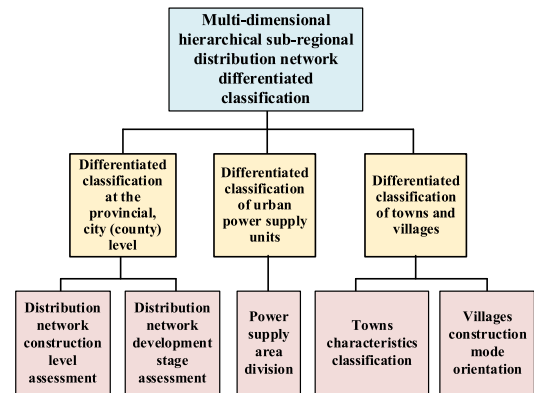 Multi-dimensional
hierarchical sub-regional
distribution network
differentiated
classification
Differentiated
classification
at the
provincial,
city (county)
level
Differentiated
classification
of urban
power supply
units
Differentiated
classification
of towns and
villages
Distribution
network
construction
level
assessment
Distribution
network
development
stage
assessment
Power
supply
area
division
Towns
characteristics
classification
Villages
construction
mode
orientation